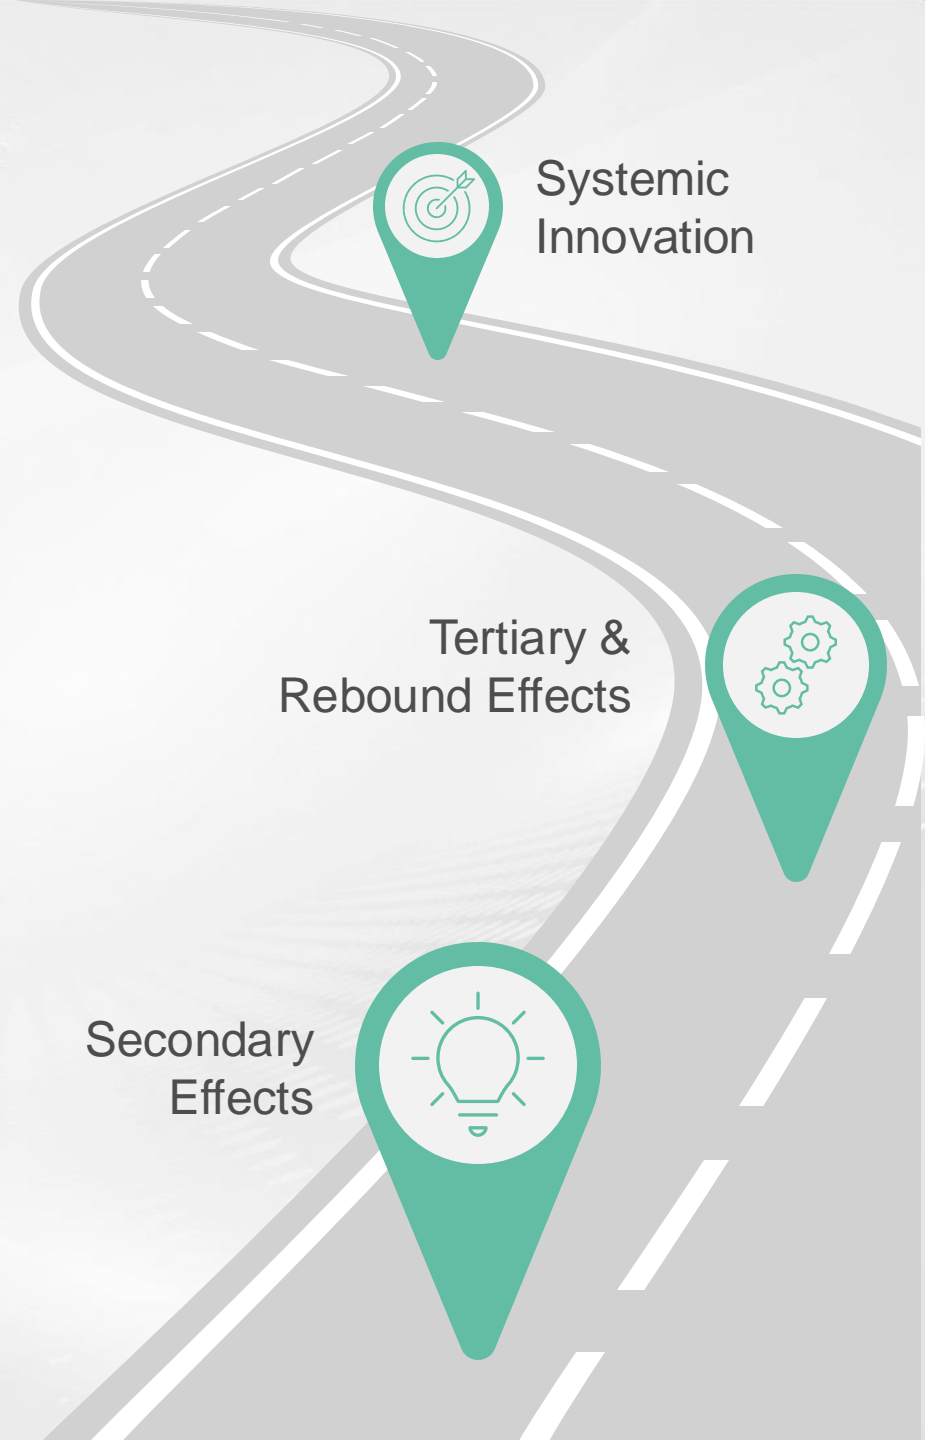 Systemic
Innovation
Tertiary &
Rebound Effects
Secondary
Effects